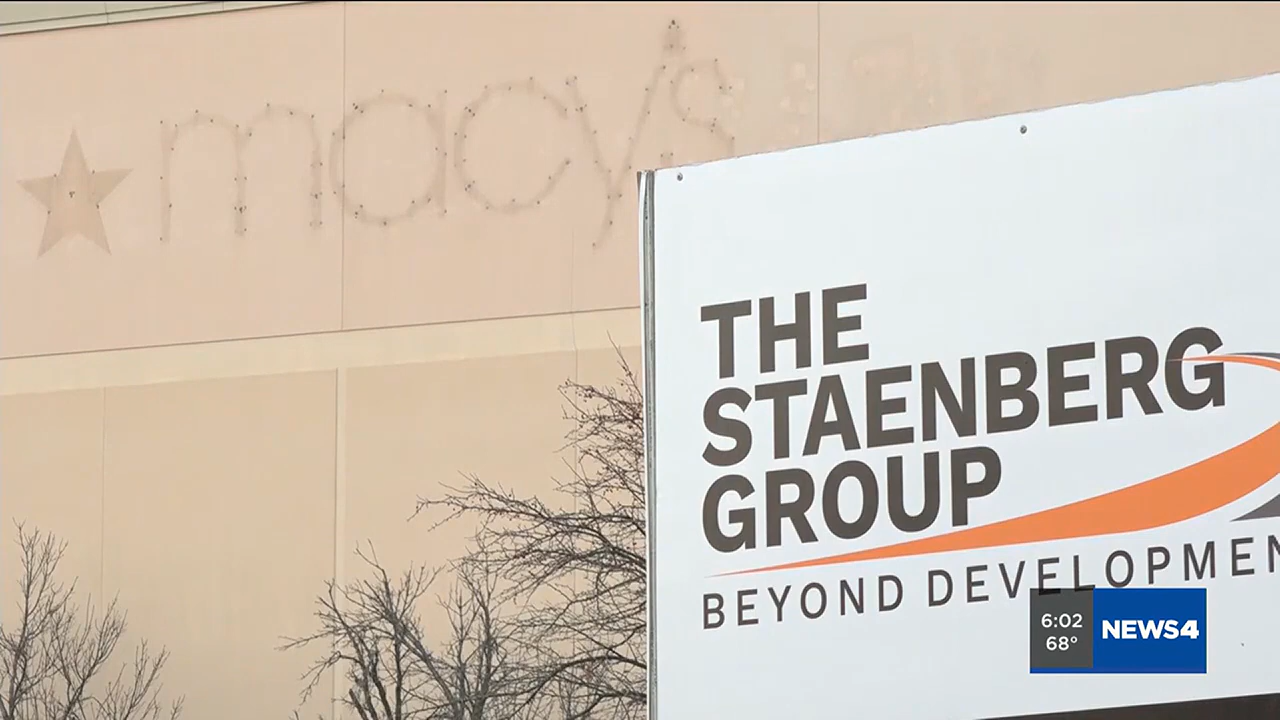 macy's
THE
STAENBERG
GROUP
BEYOND DEVELOPMEN
6:02
68°
NEWS4